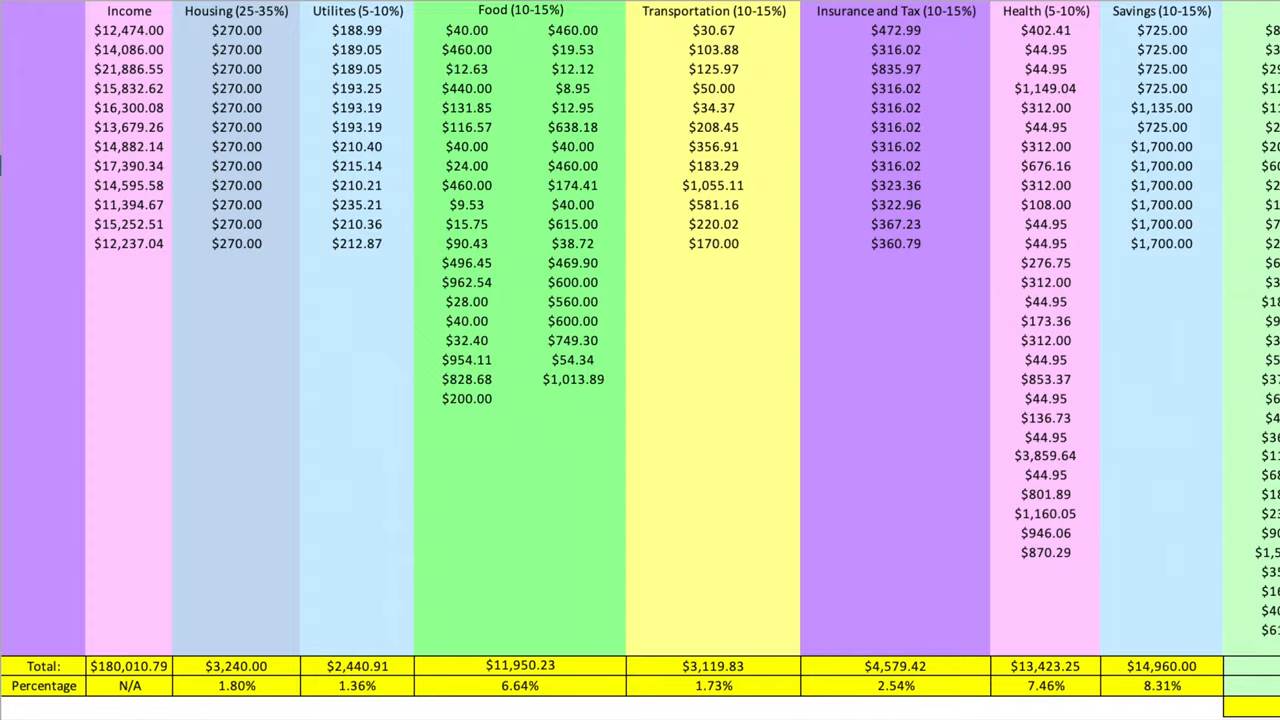 Income Housing (25-35%) Utilites (5-10%) Food (10-15%) Transportation (10-15%) Insurance and Tax (10-15%) Health (5-10%) Savings (10-15%)
$12,474.00 $270.00 $188.99 $40.00 $460.00 $30.67 $472.99 $402.41 $725.00
$14,086.00 $270.00 $189.05 $460.00 $19.53 $103.88 $316.02 $44.95 $725.00
$21,886.55 $270.00 $189.05 $12.63 $12.12 $125.97 $835.97 $44.95 $725.00
$15,832.62 $270.00 $193.25 $440.00 $8.95 $50.00 $316.02 $1,149.04 $725.00
$16,300.08 $270.00 $193.19 $131.85 $12.95 $34.37 $316.02 $312.00 $1,135.00
$13,679.26 $270.00 $193.19 $116.57 $638.18 $208.45 $316.02 $44.95 $725.00
$14,882.14 $270.00 $210.40 $40.00 $40.00 $356.91 $316.02 $312.00 $1,700.00
$17,390.34 $270.00 $215.14 $24.00 $460.00 $183.29 $316.02 $676.16 $1,700.00
$14,595.58 $270.00 $210.21 $460.00 $174.41 $1,055.11 $323.36 $312.00 $1,700.00
$11,394.67 $270.00 $235.21 $9.53 $40.00 $581.16 $322.96 $108.00 $1,700.00
$15,252.51 $270.00 $210.36 $15.75 $615.00 $220.02 $367.23 $44.95 $1,700.00
$12,237.04 $270.00 $212.87 $90.43 $38.72 $170.00 $360.79 $44.95 $1,700.00
$496.45 $469.90 $276.75
$962.54 $600.00 $312.00
$28.00 $560.00 $44.95
$40.00 $600.00 $173.36
$32.40 $749.30 $312.00
$954.11 $54.34 $44.95
$828.68 $1,013.89 $853.37
$200.00 $44.95
$136.73
$44.95
$3,859.64
$44.95
$801.89
$1,160.05
$946.06
$870.29
Total: $180,010.79 $3,240.00 $2,440.91 $11,950.23 $3,119.83 $4,579.42 $13,423.25 $14,960.00
Percentage N/A 1.80% 1.36% 6.64% 1.73% 2.54% 7.46% 8.31%